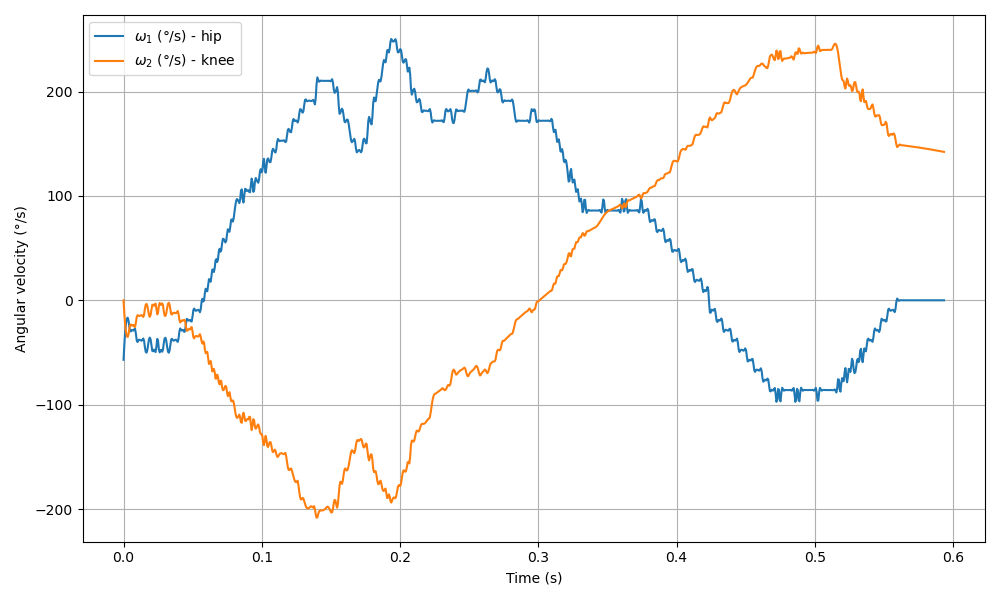 ω₁ (°/s) - hip
ω₂ (°/s) - knee
Angular velocity (°/s)
200
100
0
−100
−200
0.0 0.1 0.2 0.3 0.4 0.5 0.6
Time (s)